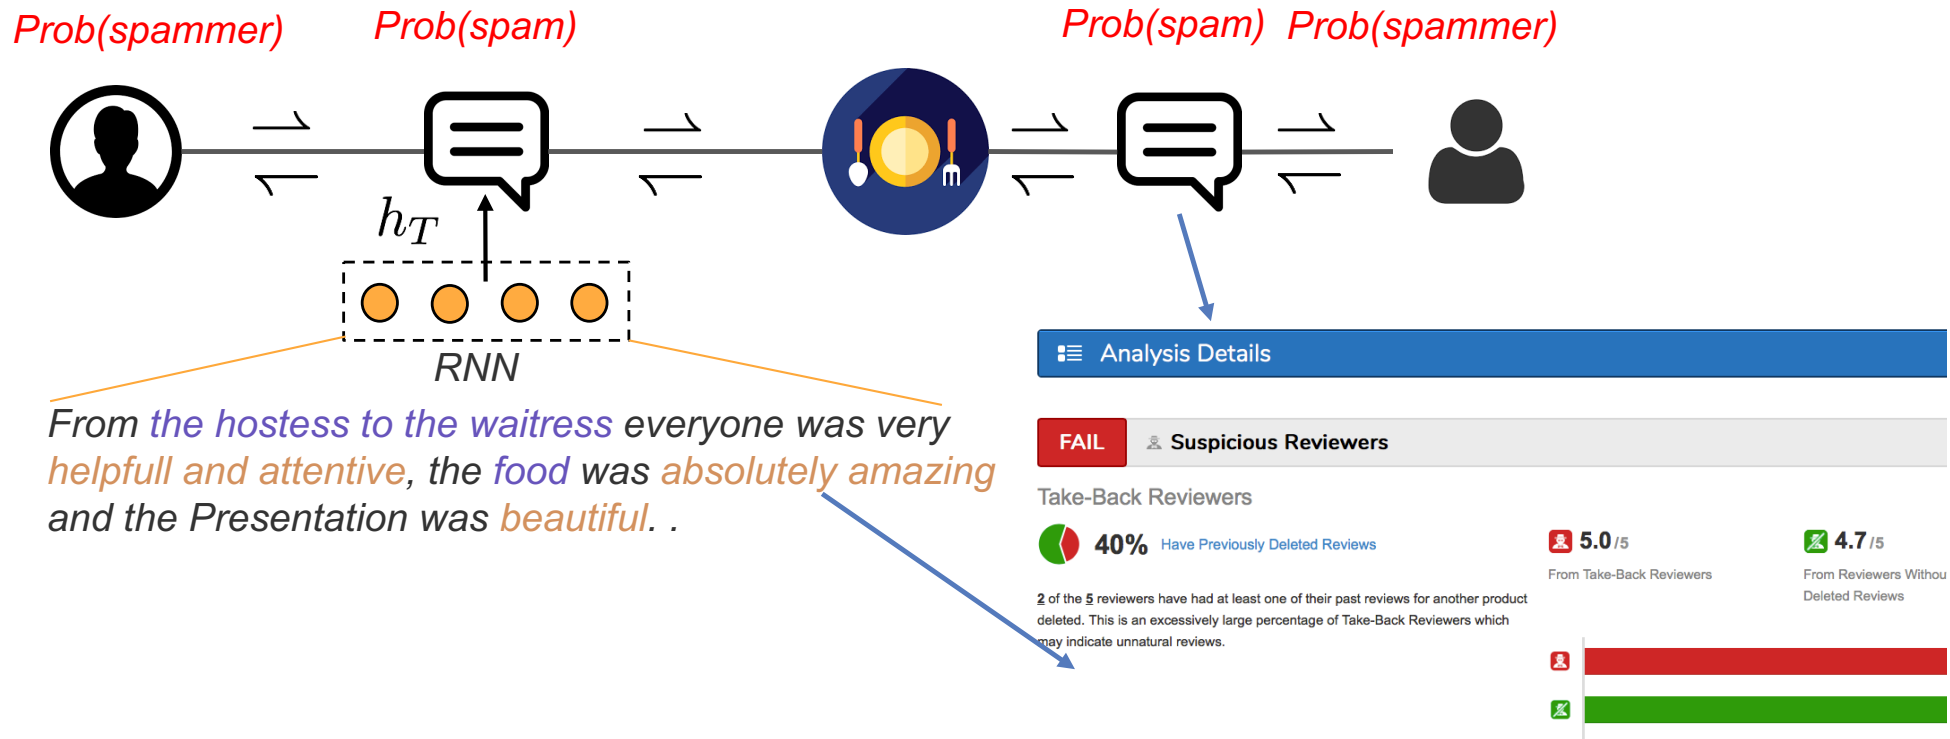 Prob(spammer) Prob(spam) Prob(spam) Prob(spammer)
h_T
RNN
From the hostess to the waitress everyone was very
helpfull and attentive, the food was absolutely amazing
and the Presentation was beautiful. .
Analysis Details
FAIL Suspicious Reviewers
Take-Back Reviewers
40% Have Previously Deleted Reviews
2 of the 5 reviewers have had at least one of their past reviews for another product
deleted. This is an excessively large percentage of Take-Back Reviewers which
may indicate unnatural reviews.
5.0/5
From Take-Back Reviewers
4.7/5
From Reviewers Withou
Deleted Reviews